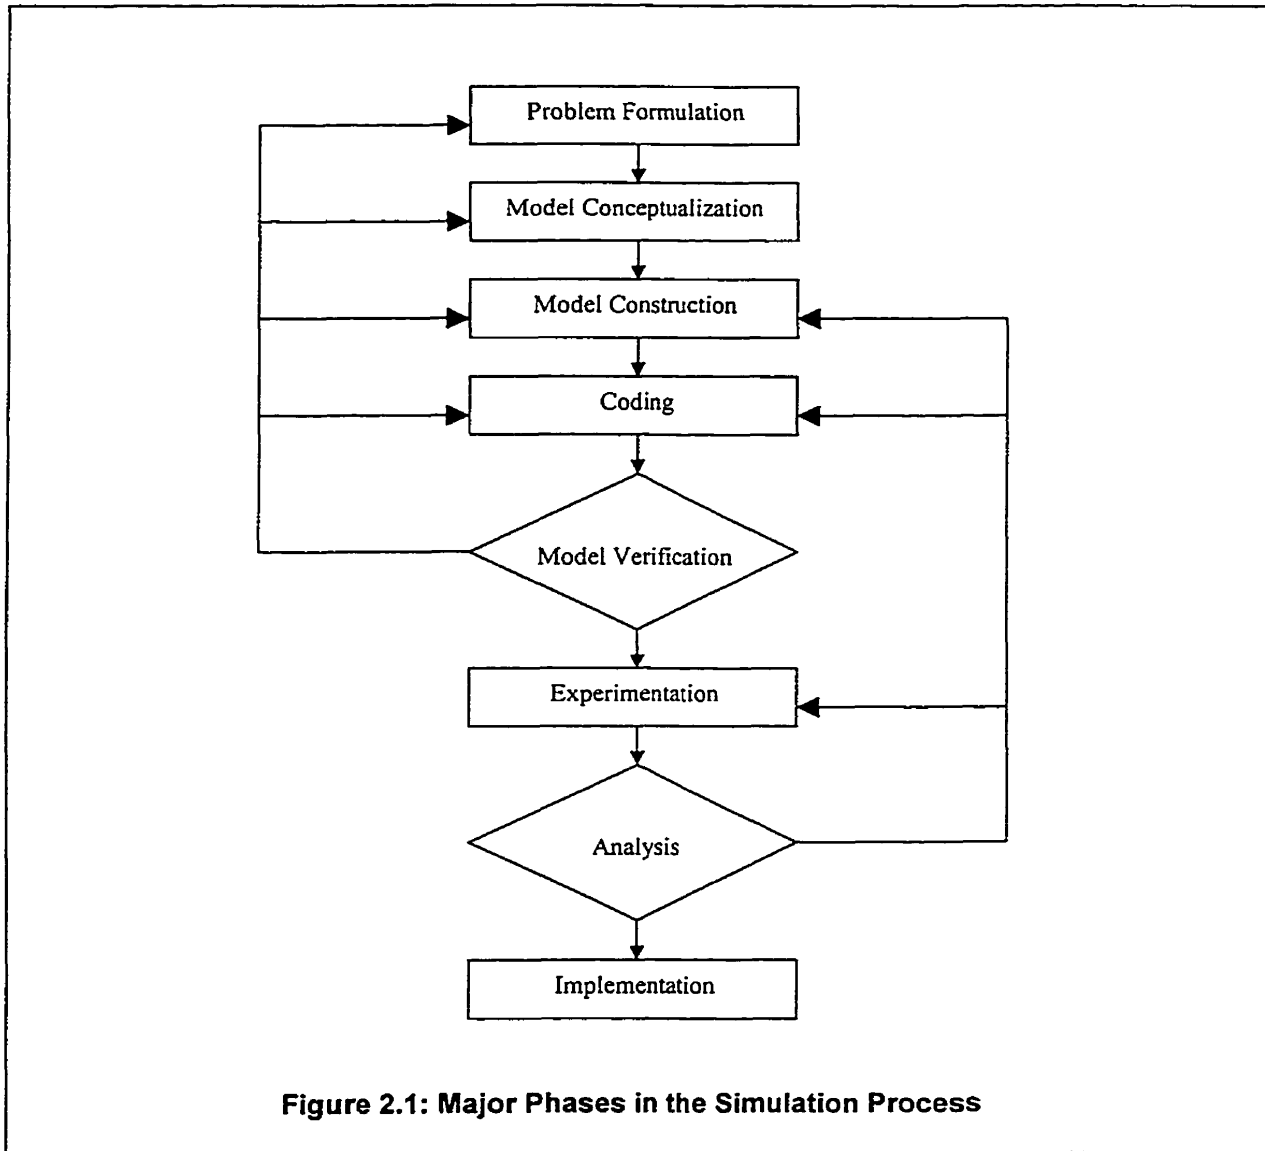 Problem Formulation
Model Conceptualization
Model Construction
Coding
Model Verification
Experimentation
Analysis
Implementation
Figure 2.1: Major Phases in the Simulation Process